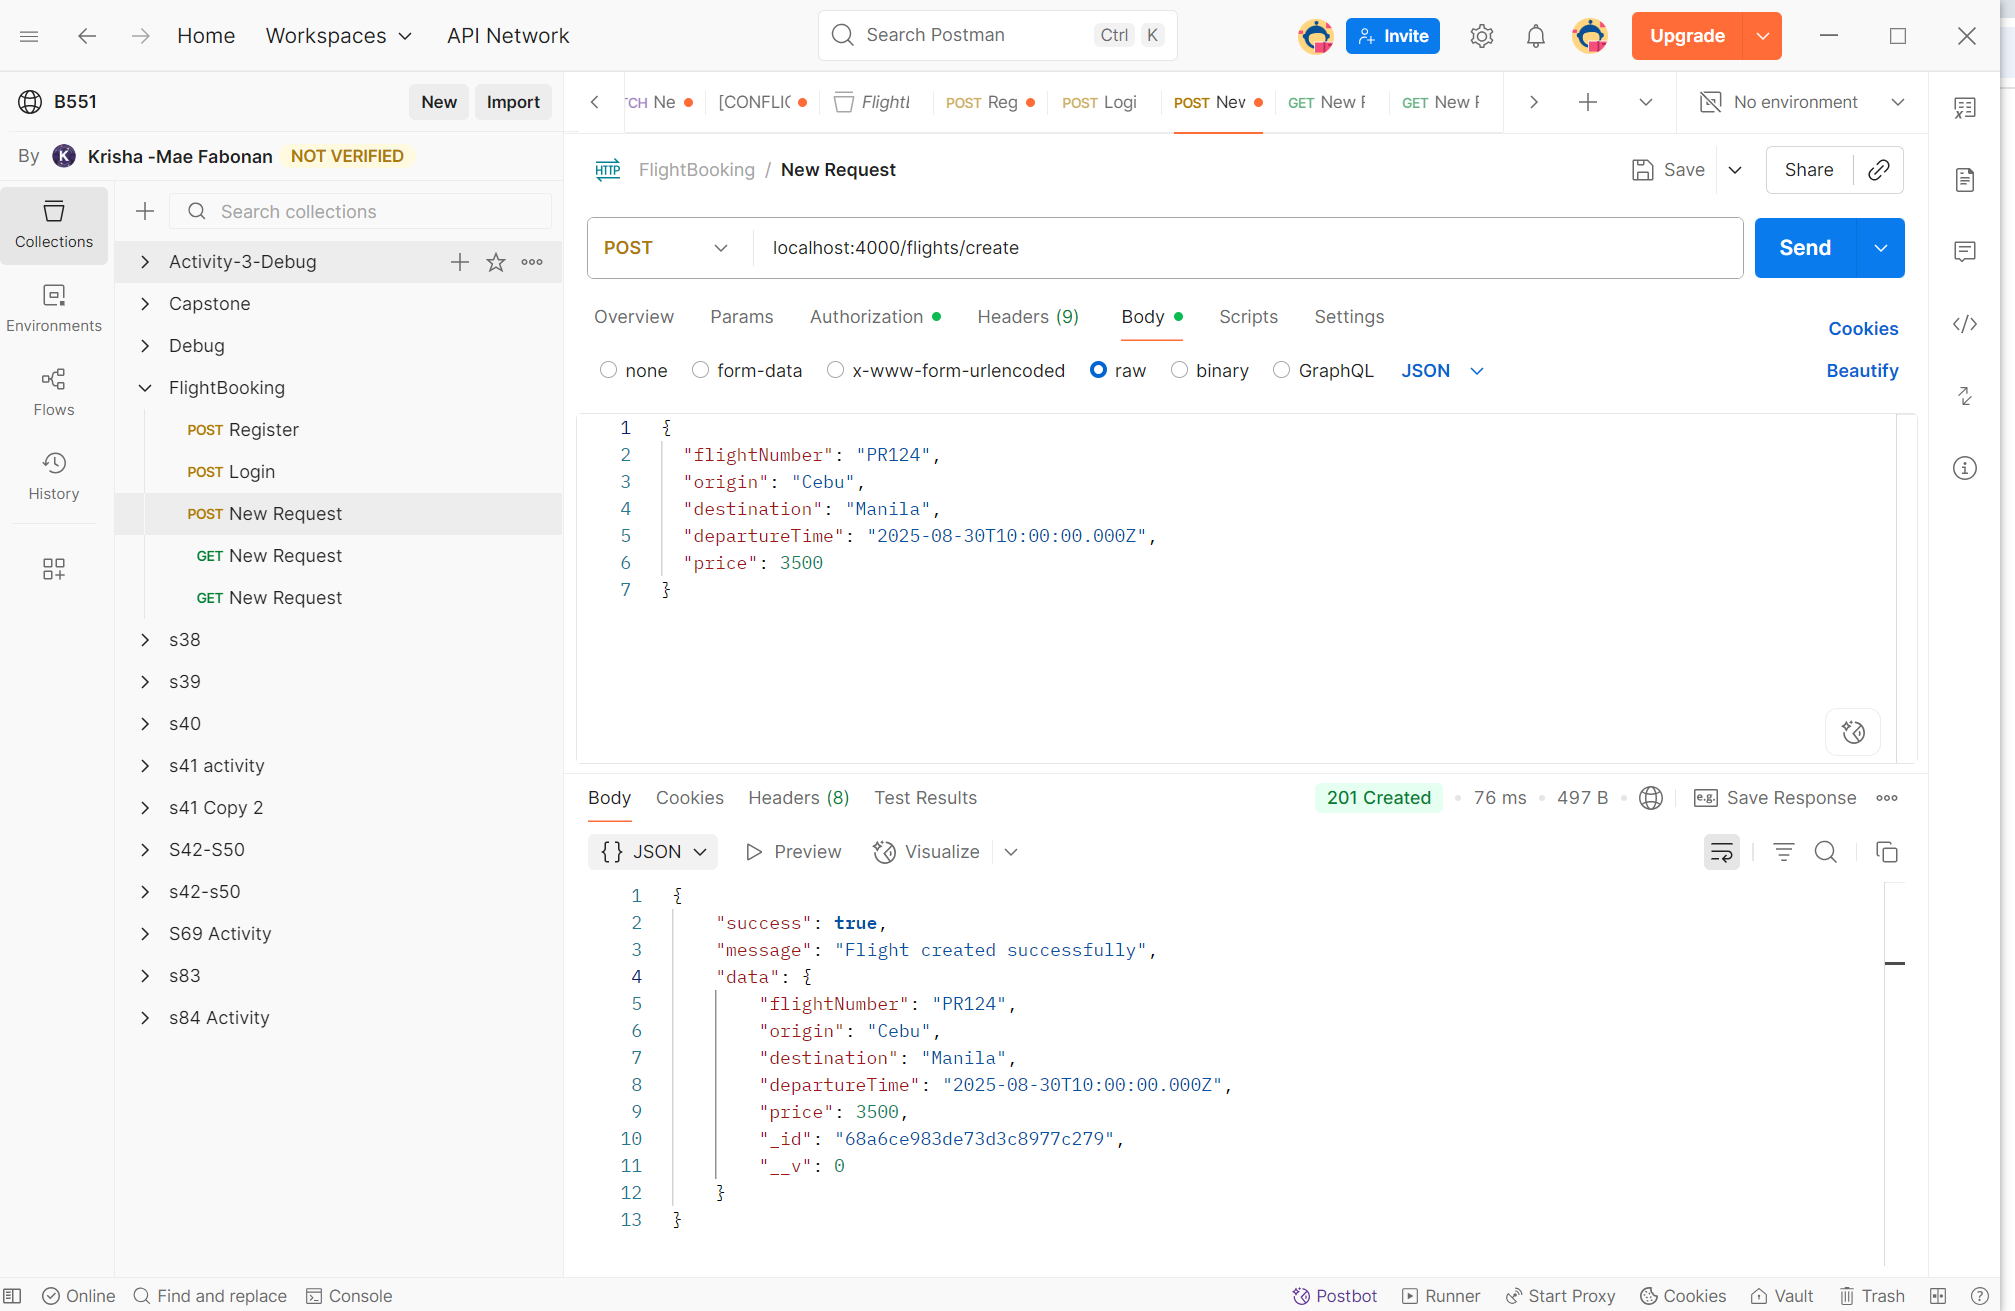 Home Workspaces API Network Search Postman Ctrl K Invite Upgrade
B551 New Import
TCH Ne [CONFLIC Flight POST Reg POST Logi POST New GET New F GET New F No environment
By K Krisha -Mae Fabonan NOT VERIFIED
HTTP FlightBooking / New Request Save Share
Collections
Environments
Flows
History
Search collections
Activity-3-Debug
Capstone
Debug
FlightBooking
POST Register
POST Login
POST New Request
GET New Request
GET New Request
s38
s39
s40
s41 activity
s41 Copy 2
S42-S50
s42-s50
S69 Activity
s83
s84 Activity
POST localhost:4000/flights/create Send
Overview Params Authorization Headers (9) Body Scripts Settings Cookies
none form-data x-www-form-urlencoded raw binary GraphQL JSON Beautify
1 {
2 "flightNumber": "PR124",
3 "origin": "Cebu",
4 "destination": "Manila",
5 "departureTime": "2025-08-30T10:00:00.000Z",
6 "price": 3500
7 }
Body Cookies Headers (8) Test Results 201 Created 76 ms 497 B e.g. Save Response
{} JSON Preview Visualize
1 {
2 "success": true,
3 "message": "Flight created successfully",
4 "data": {
5 "flightNumber": "PR124",
6 "origin": "Cebu",
7 "destination": "Manila",
8 "departureTime": "2025-08-30T10:00:00.000Z",
9 "price": 3500,
10 "_id": "68a6ce983de73d3c8977c279",
11 "__v": 0
12 }
13 }
Online Find and replace Console Postbot Runner Start Proxy Cookies Vault Trash